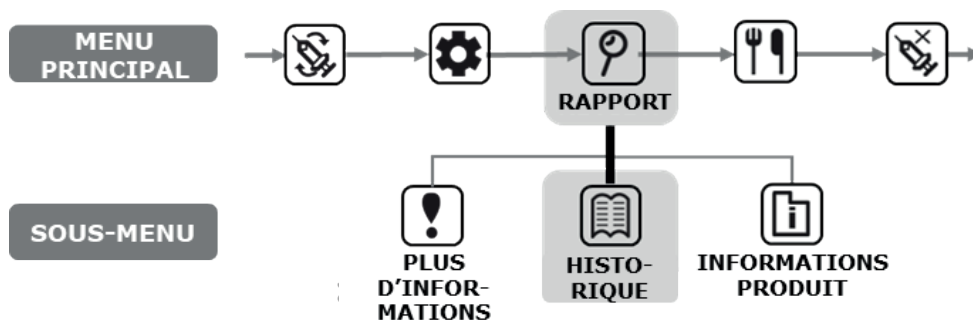 MENU
PRINCIPAL
RAPPORT
SOUS-MENU
PLUS
D'INFOR-
MATIONS
HISTO-
RIQUE
INFORMATIONS
PRODUIT